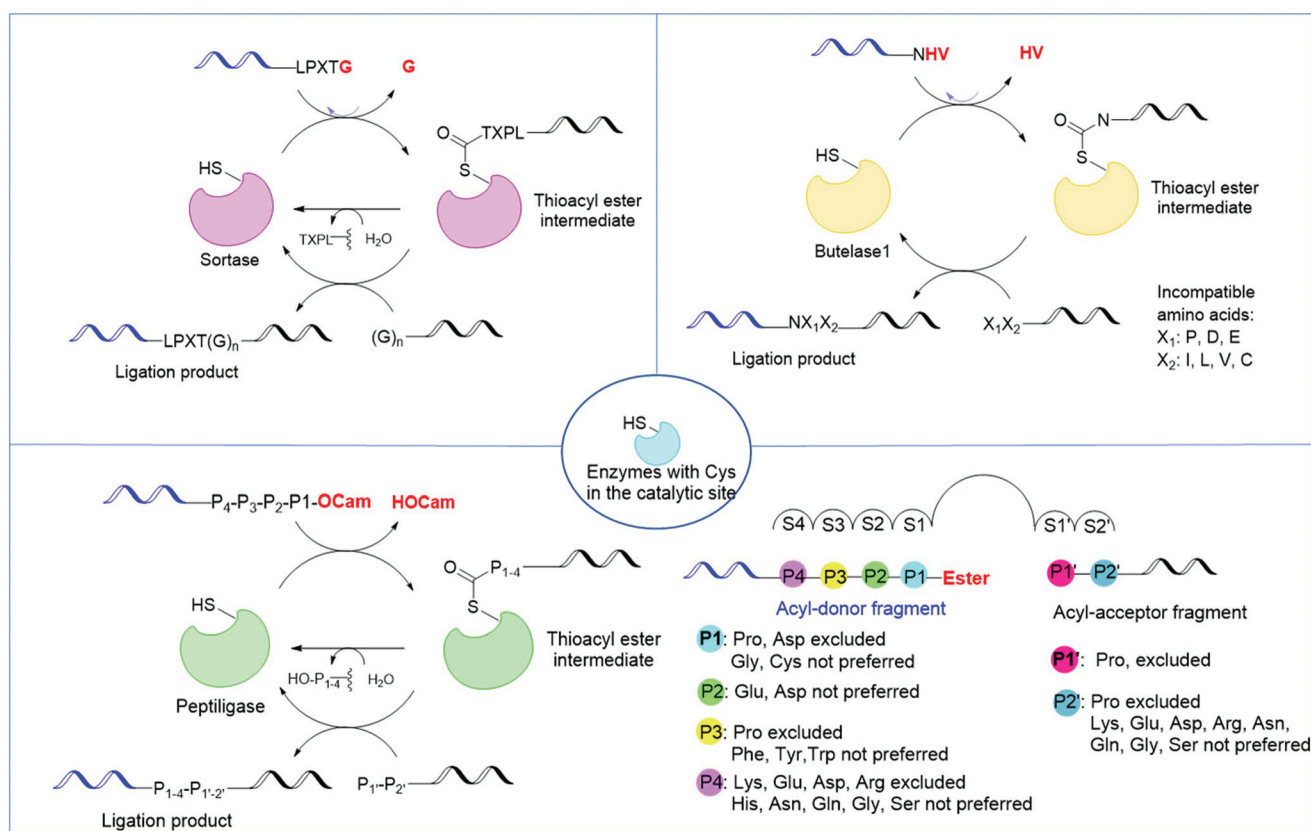 LPXTG
G
O
TXPL
S
HS
Thioacyl ester
intermediate
TXPL
H₂O
Sortase
LPXT(G)ₙ
(G)ₙ
Ligation product
NHV
HV
O
N
S
HS
Thioacyl ester
intermediate
Butelase1
NX₁X₂
X₁X₂
Ligation product
Incompatible
amino acids:
X₁: P, D, E
X₂: I, L, V, C
HS
Enzymes with Cys
in the catalytic site
P₄-P₃-P₂-P1-OCam
HOCam
O
P₁₋₄
S
HS
Thioacyl ester
intermediate
HO-P₁₋₄
H₂O
Peptiligase
P₁₋₄-P₁'₋₂'
P₁'-P₂'
Ligation product
S4 S3 S2 S1 S1' S2'
P4 P3 P2 P1 Ester
P1' P2'
Acyl-donor fragment
Acyl-acceptor fragment
P1: Pro, Asp excluded
Gly, Cys not preferred
P2: Glu, Asp not preferred
P3: Pro excluded
Phe, Tyr,Trp not preferred
P4: Lys, Glu, Asp, Arg excluded
His, Asn, Gln, Gly, Ser not preferred
P1': Pro, excluded
P2': Pro excluded
Lys, Glu, Asp, Arg, Asn,
Gln, Gly, Ser not preferred